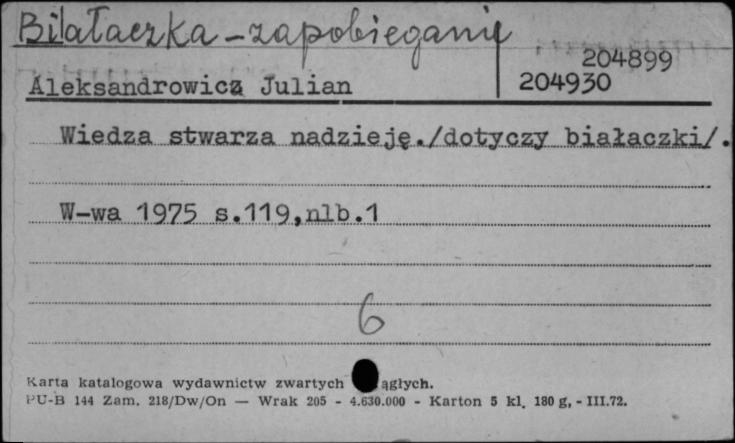 Białaczka - zapobieganie
204899
Aleksandrowicz Julian 204930
Wiedza stwarza nadzieję./dotyczy białaczki/.
W-wa 1975 s.119,nlb.1
6
Karta katalogowa wydawnictw zwartych ągłych.
PU-B 144 Zam. 218/Dw/On — Wrak 205 - 4.630.000 - Karton 5 kl. 180 g, - III.72.